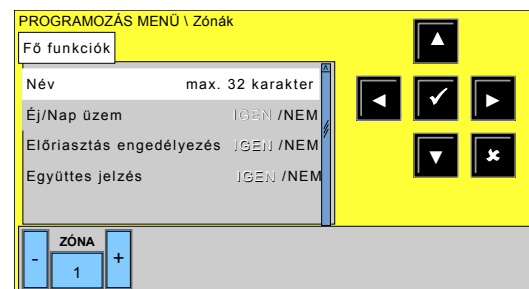 PROGRAMOZÁS MENÜ \ Zónák
Fő funkciók
Név max. 32 karakter
Éj/Nap üzem IGEN /NEM
Előriasztás engedélyezés IGEN /NEM
Együttes jelzés IGEN /NEM
ZÓNA
- 1 +